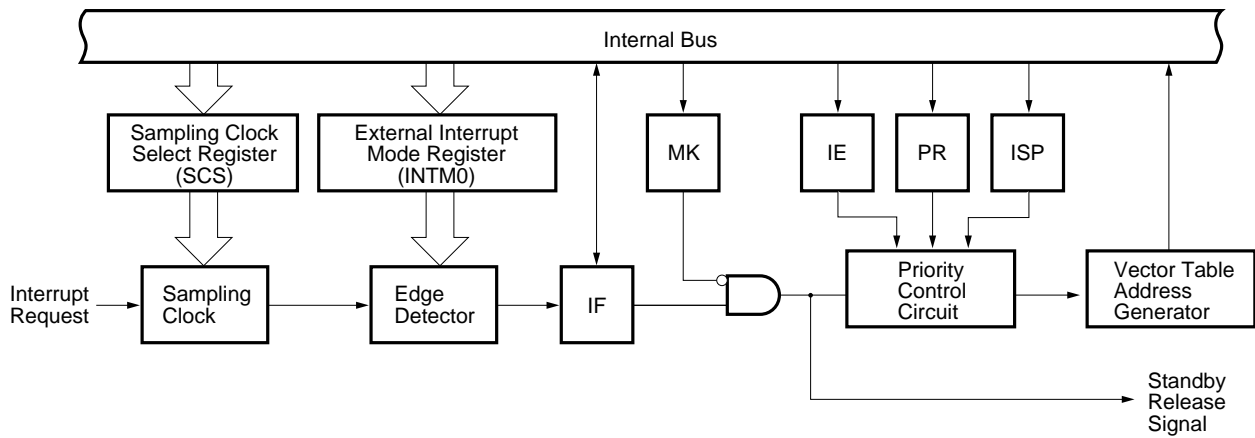 Internal Bus
Sampling Clock
Select Register
(SCS)
External Interrupt
Mode Register
(INTM0)
MK
IE
PR
ISP
Interrupt
Request
Sampling
Clock
Edge
Detector
IF
Priority
Control
Circuit
Vector Table
Address
Generator
Standby
Release
Signal